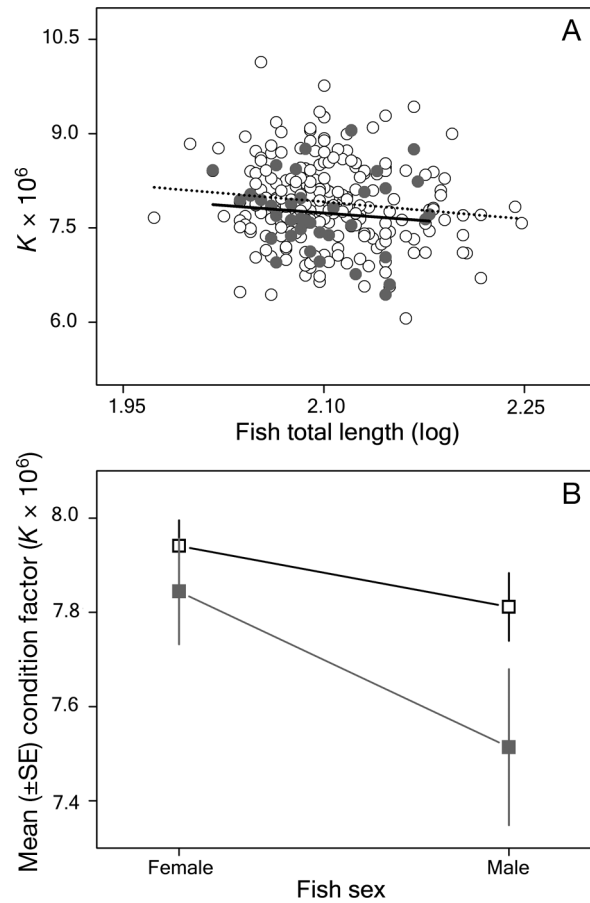 A
10.5
9.0
7.5
6.0
K × 10⁶
1.95 2.10 2.25
Fish total length (log)
B
8.0
7.8
7.6
7.4
Mean (±SE) condition factor (K × 10⁶)
Female Male
Fish sex